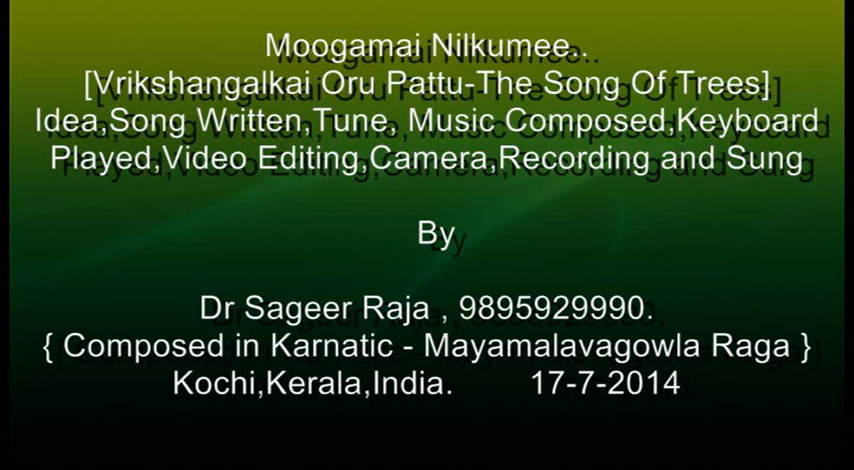 Moogamai Nilkumee..
[Vrikshangalkai Oru Pattu-The Song Of Trees]
Idea,Song Written,Tune, Music Composed,Keyboard
Played,Video Editing,Camera,Recording and Sung
By
Dr Sageer Raja , 9895929990.
{ Composed in Karnatic - Mayamalavagowla Raga }
Kochi,Kerala,India. 17-7-2014